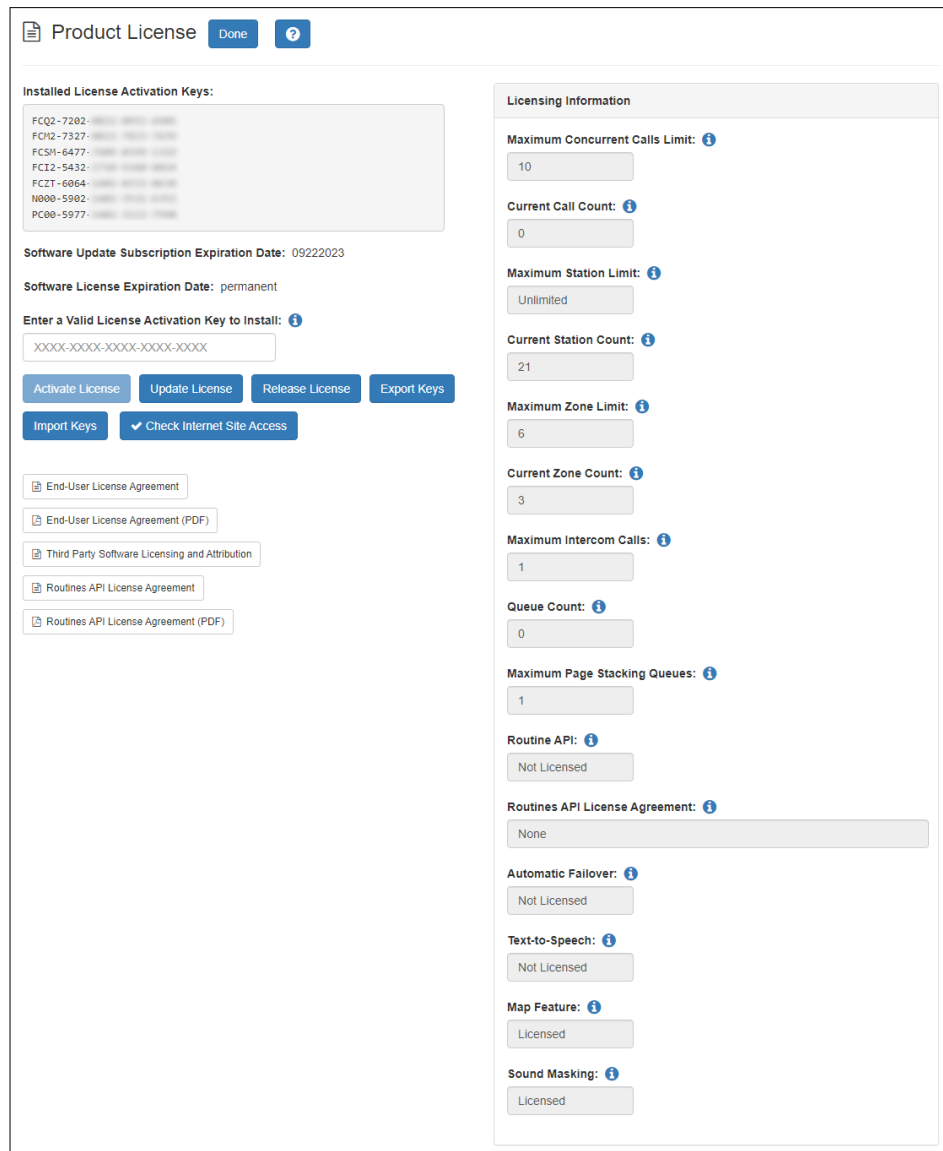 Product License Done
Installed License Activation Keys:
FCQ2-7202-
FCM2-7327-
FCSM-6477-
FCI2-5432-
FCZT-6064-
N000-5902-
PC00-5977-
Software Update Subscription Expiration Date: 09222023
Software License Expiration Date: permanent
Enter a Valid License Activation Key to Install:
XXXX-XXXX-XXXX-XXXX-XXXX
Activate License Update License Release License Export Keys
Import Keys Check Internet Site Access
End-User License Agreement
End-User License Agreement (PDF)
Third Party Software Licensing and Attribution
Routines API License Agreement
Routines API License Agreement (PDF)
Licensing Information
Maximum Concurrent Calls Limit:
10
Current Call Count:
0
Maximum Station Limit:
Unlimited
Current Station Count:
21
Maximum Zone Limit:
6
Current Zone Count:
3
Maximum Intercom Calls:
1
Queue Count:
0
Maximum Page Stacking Queues:
1
Routine API:
Not Licensed
Routines API License Agreement:
None
Automatic Failover:
Not Licensed
Text-to-Speech:
Not Licensed
Map Feature:
Licensed
Sound Masking:
Licensed